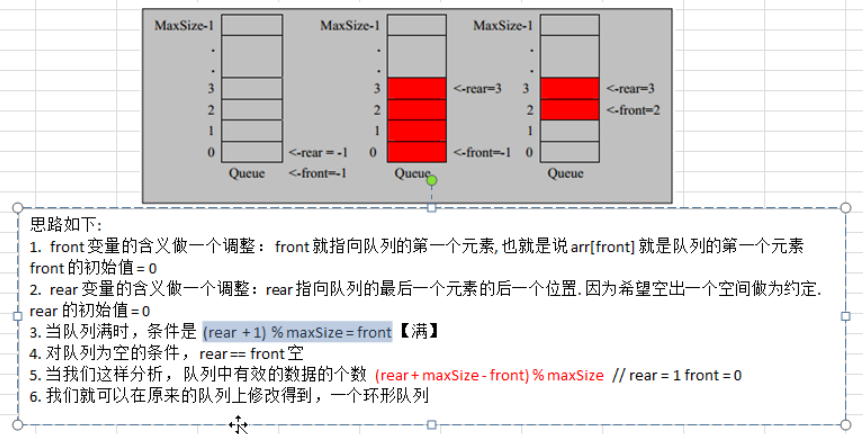 MaxSize-1 MaxSize-1 MaxSize-1
. . .
. . .
3 3 <-rear=3 3 <-rear=3
2 2 2 <-front=2
1 1 1
0 <-rear = -1 0 <-front=-1 0
Queue <-front=-1 Queue Queue
思路如下:
1. front 变量的含义做一个调整： front 就指向队列的第一个元素, 也就是说 arr[front] 就是队列的第一个元素
front 的初始值 = 0
2. rear 变量的含义做一个调整：rear 指向队列的最后一个元素的后一个位置. 因为希望空出一个空间做为约定.
rear 的初始值 = 0
3. 当队列满时，条件是 (rear + 1) % maxSize = front 【满】
4. 对队列为空的条件， rear == front 空
5. 当我们这样分析， 队列中有效的数据的个数 (rear + maxSize - front) % maxSize // rear = 1 front = 0
6. 我们就可以在原来的队列上修改得到，一个环形队列